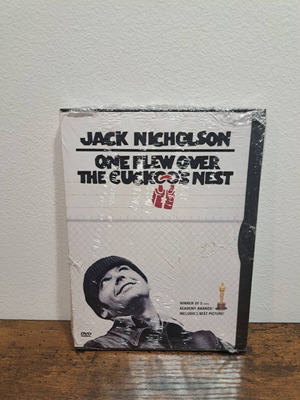 JACK NICHOLSON
ONE FLEW OVER
THE CUCKOO'S NEST
WINNER OF 5
ACADEMY AWARDS
INCLUDING BEST PICTURE!
DVD